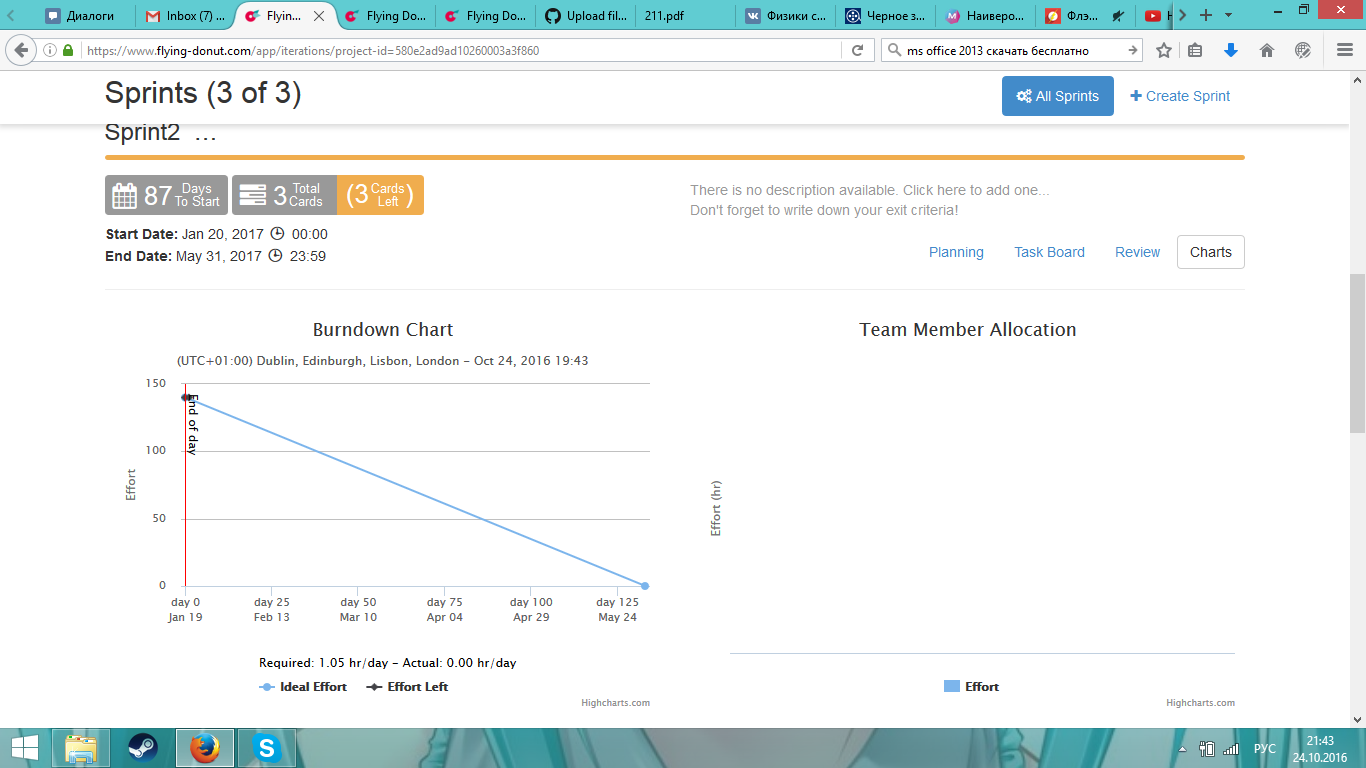 Диалоги
Inbox (7) ...
Flyin...
Flying Do...
Flying Do...
Upload fil...
211.pdf
Физики с...
Черное з...
Наиверо...
Флэ...
https://www.flying-donut.com/app/iterations/project-id=580e2ad9ad10260003a3f860
ms office 2013 скачать бесплатно
Sprints (3 of 3)
All Sprints
Create Sprint
Sprint2 ...
87 Days To Start
3 Total Cards
(3 Cards Left)
There is no description available. Click here to add one...
Don't forget to write down your exit criteria!
Start Date: Jan 20, 2017 00:00
End Date: May 31, 2017 23:59
Planning
Task Board
Review
Charts
Burndown Chart
(UTC+01:00) Dublin, Edinburgh, Lisbon, London - Oct 24, 2016 19:43
150
100
50
0
Effort
End of day
day 0
Jan 19
day 25
Feb 13
day 50
Mar 10
day 75
Apr 04
day 100
Apr 29
day 125
May 24
Required: 1.05 hr/day - Actual: 0.00 hr/day
Ideal Effort
Effort Left
Highcharts.com
Team Member Allocation
Effort (hr)
Effort
Highcharts.com
РУС
21:43
24.10.2016